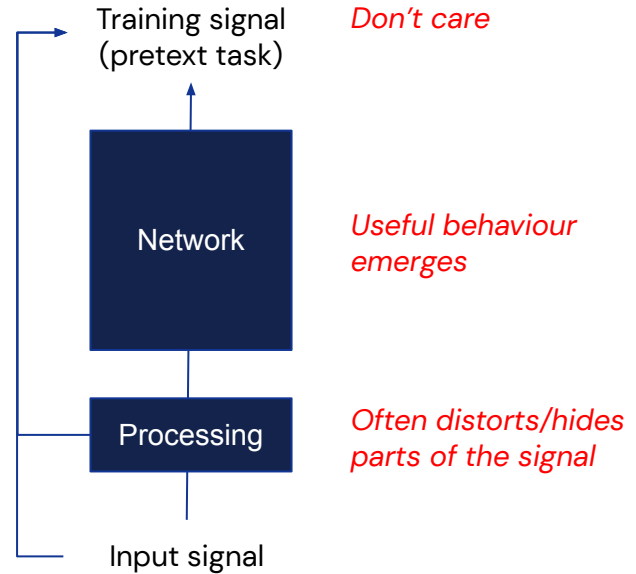 Training signal
(pretext task)
Don’t care
Network
Useful behaviour
emerges
Processing
Often distorts/hides
parts of the signal
Input signal